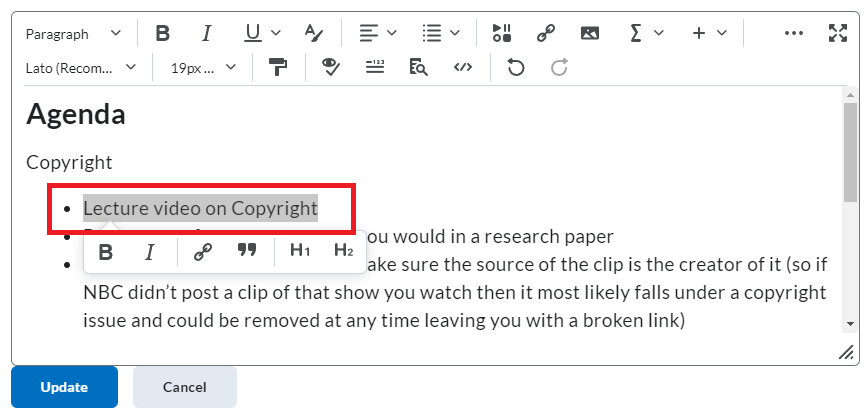 Paragraph B I U A Σ + ...
Lato (Recom... 19px ... </>
Agenda
Copyright
Lecture video on Copyright
ou would in a research paper
B I H1 H2
ake sure the source of the clip is the creator of it (so if
NBC didn't post a clip of that show you watch then it most likely falls under a copyright
issue and could be removed at any time leaving you with a broken link)
Update Cancel